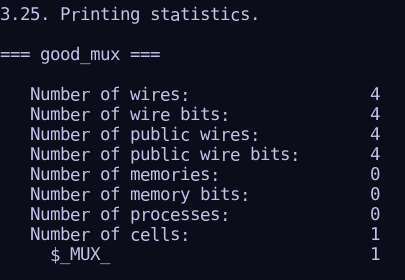 3.25. Printing statistics.
=== good_mux ===
Number of wires: 4
Number of wire bits: 4
Number of public wires: 4
Number of public wire bits: 4
Number of memories: 0
Number of memory bits: 0
Number of processes: 0
Number of cells: 1
$_MUX_ 1